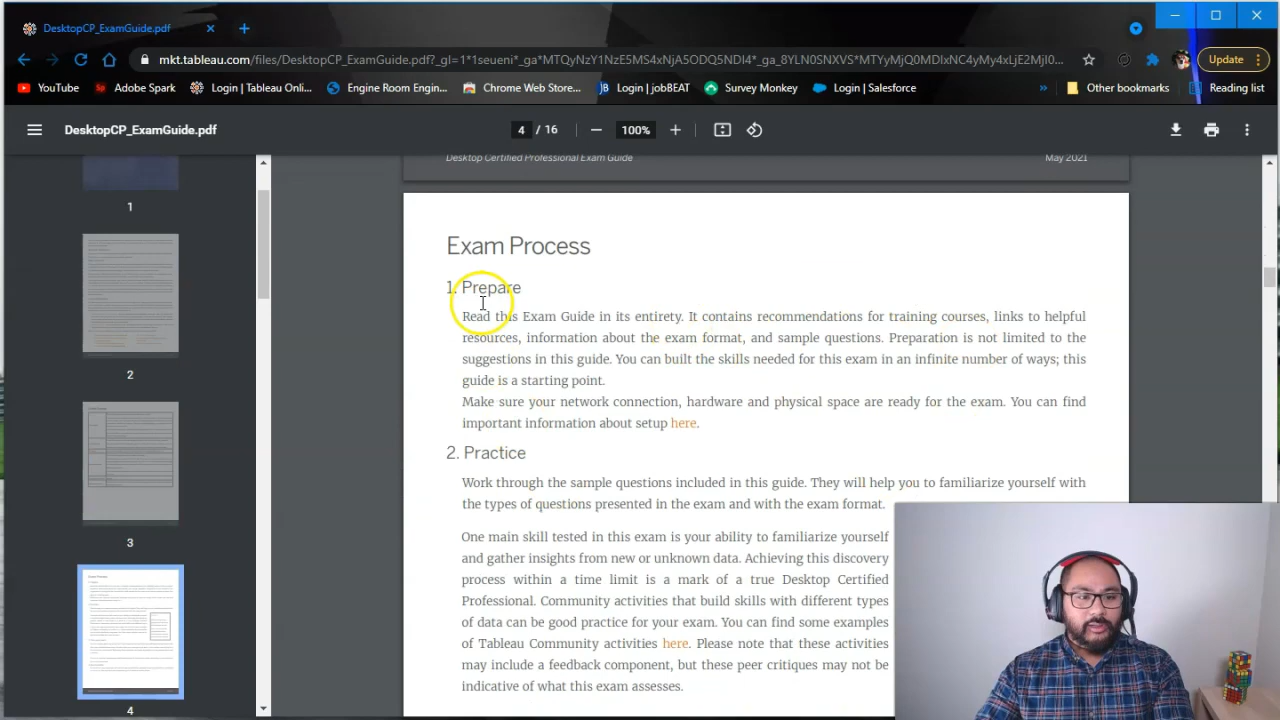 DesktopCP_ExamGuide.pdf
mkt.tableau.com/files/DesktopCP_ExamGuide.pdf?_gl=1*1seueni*_ga*MTQyNzY1NzE5MS4xNjA5ODQ5NDI4*_ga_8YLN0SNXVS*MTYyMjQ0MDIxNC4yMy4xLjE2MjI0...
Update
YouTube
Adobe Spark
Login | Tableau Onli...
Engine Room Engin...
Chrome Web Store...
Login | jobBEAT
Survey Monkey
Login | Salesforce
»
Other bookmarks
Reading list
DesktopCP_ExamGuide.pdf
4 / 16
100%
Desktop Certified Professional Exam Guide
May 2021
1
2
3
4
Exam Process
1. Prepare
Read this Exam Guide in its entirety. It contains recommendations for training courses, links to helpful
resources, information about the exam format, and sample questions. Preparation is not limited to the
suggestions in this guide. You can built the skills needed for this exam in an infinite number of ways; this
guide is a starting point.
Make sure your network connection, hardware and physical space are ready for the exam. You can find
important information about setup here.
2. Practice
Work through the sample questions included in this guide. They will help you to familiarize yourself with
the types of questions presented in the exam and with the exam format.
One main skill tested in this exam is your ability to familiarize yourself
and gather insights from new or unknown data. Achieving this discovery
process within a time limit is a mark of a true Desktop Certified
Professional. Community activities that build skills with different types
of data can be good practice for your exam. You can find some examples
of Tableau Community activities here. Please note that these activities
may include a feedback component, but these peer critiques may not be
indicative of what this exam assesses.